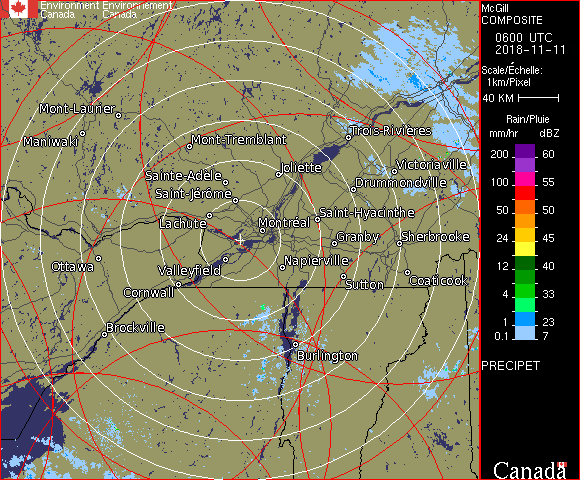 Environment Environnement
Canada Canada
McGill
COMPOSITE
0600 UTC
2018-11-11
Scale/Échelle:
1km/Pixel
40 KM
Rain/Pluie
mm/hr dBZ
200 60
100 55
50 50
24 45
12 40
4 33
1 23
0.1 7
PRECIPET
Mont-Laurier
Maniwaki
Mont-Tremblant
Trois-Rivières
Joliette
Victoriaville
Sainte-Adèle
Drummondville
Saint-Jérôme
Saint-Hyacinthe
Lachute
Montréal
Granby
Sherbrooke
Ottawa
Valleyfield
Napierville
Cornwall
Sutton
Coaticook
Brockville
Burlington
Canada